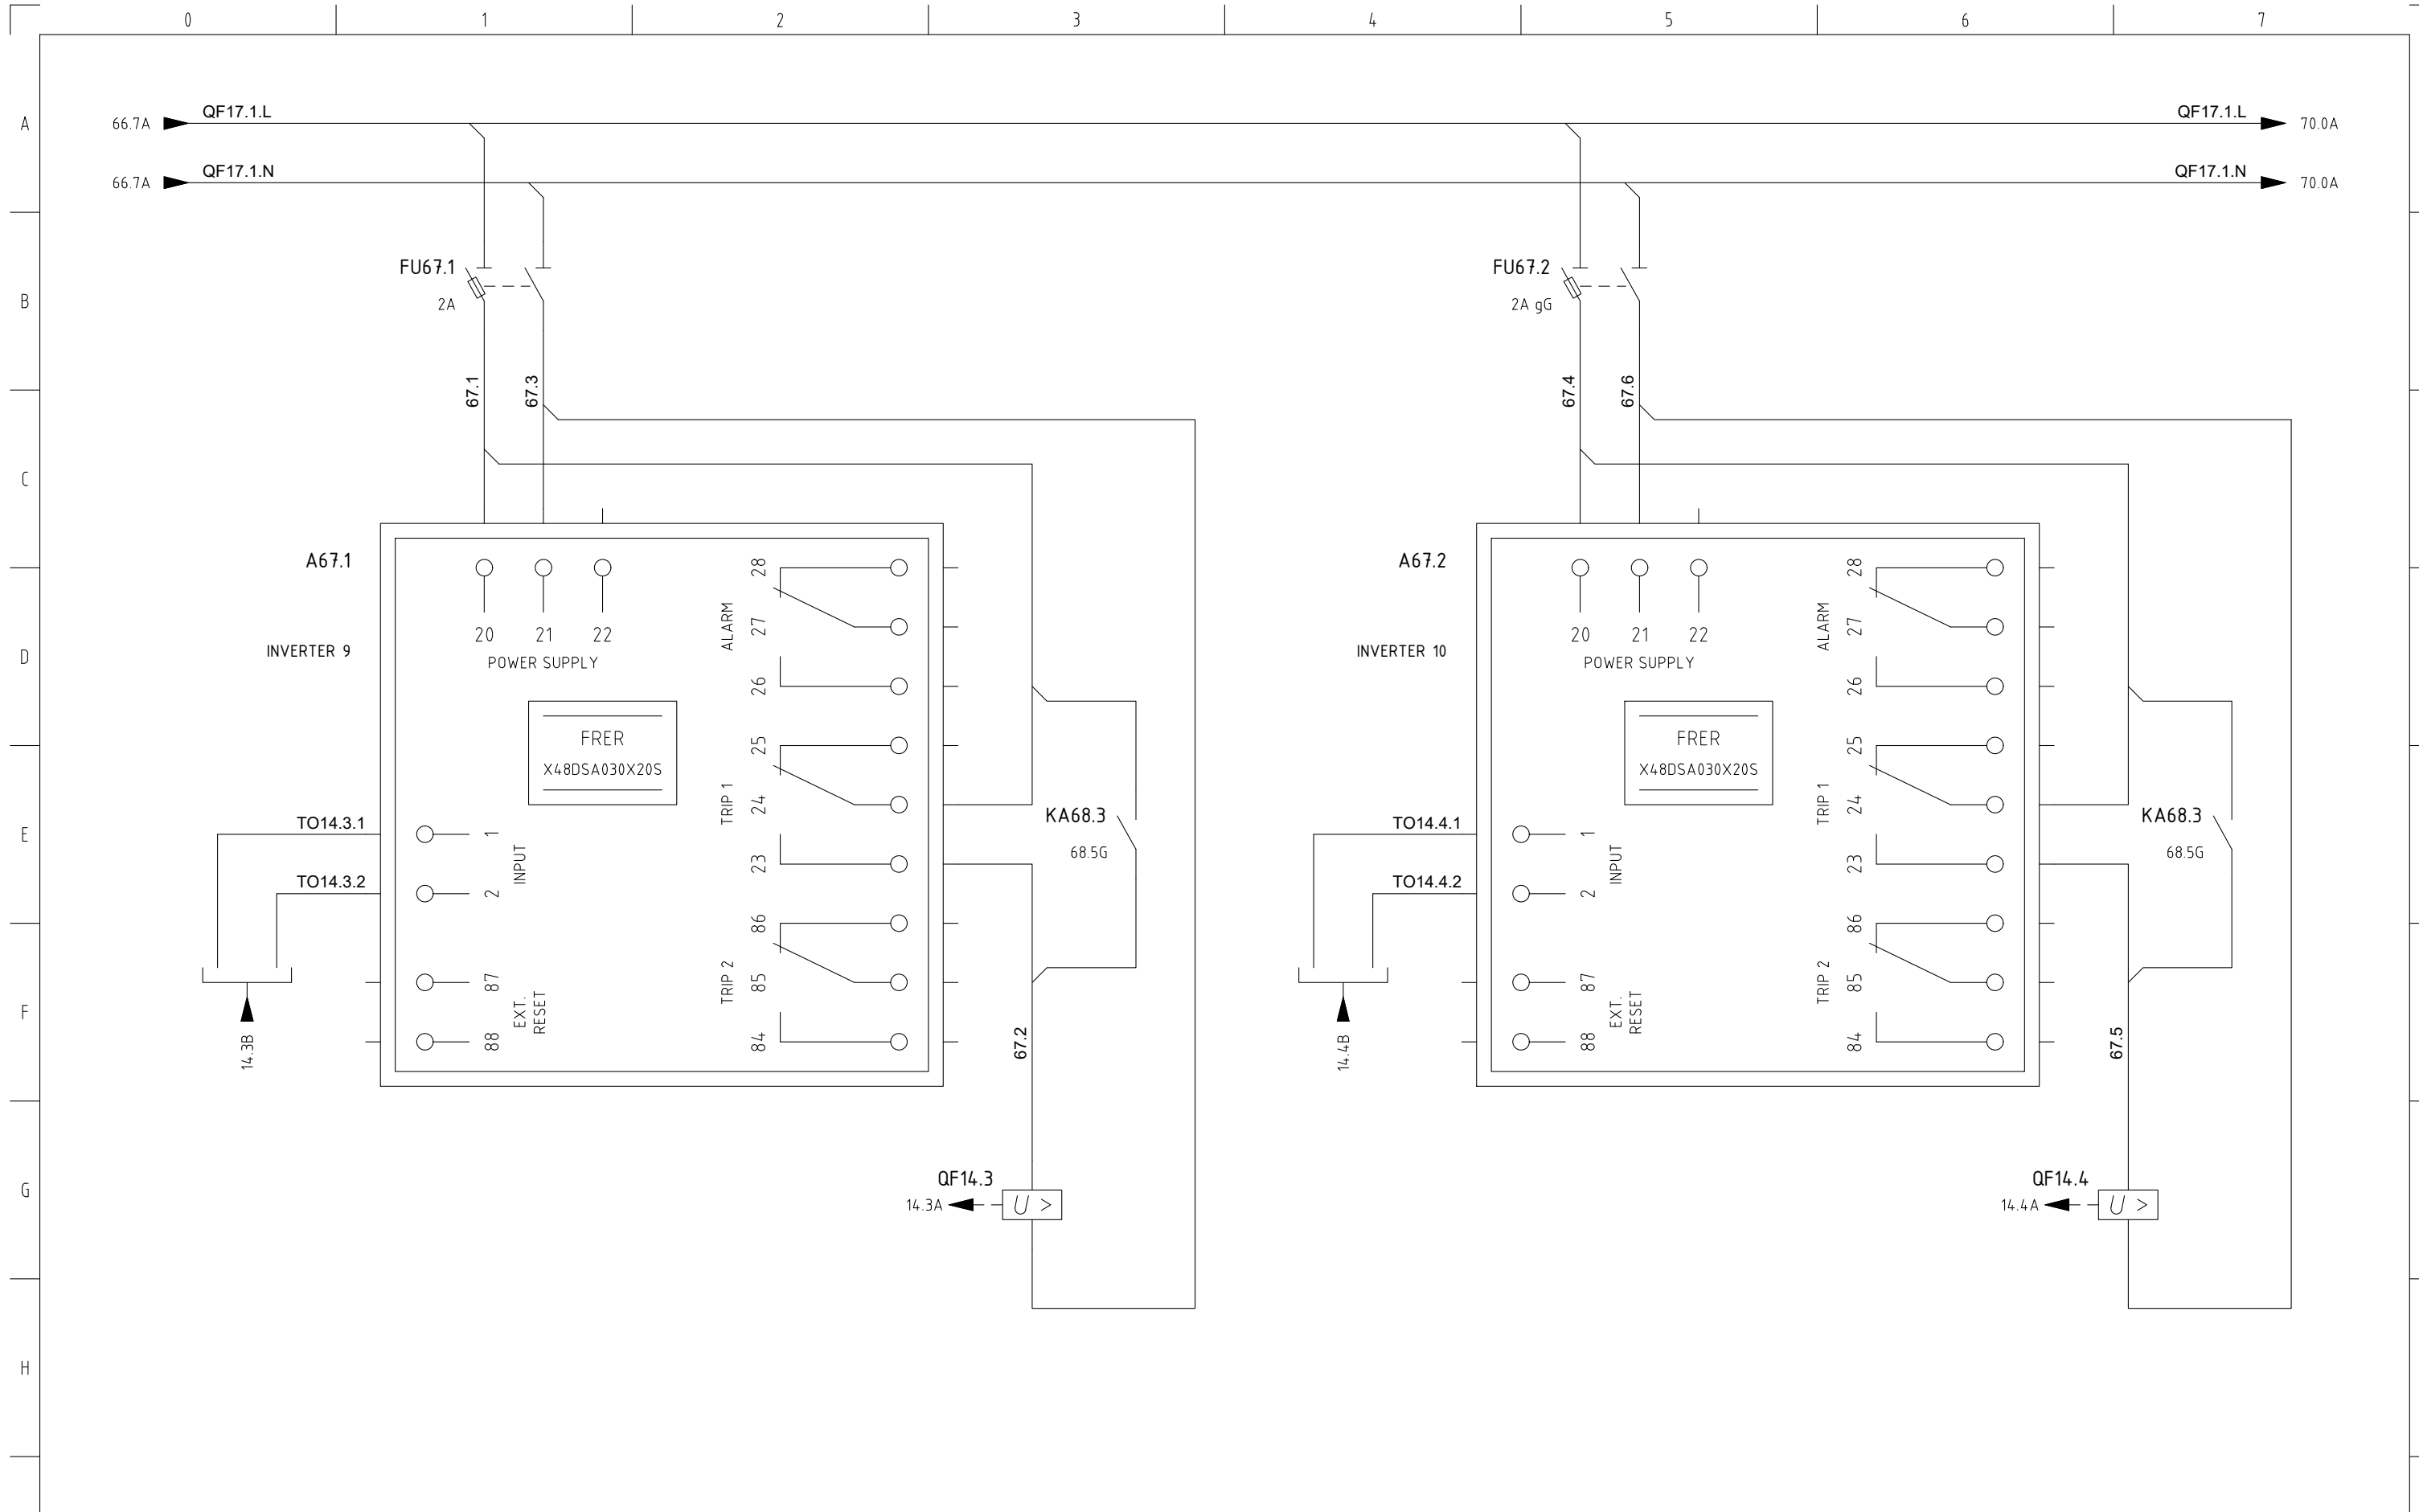 0 1 2 3 4 5 6 7
A
66.7A QF17.1.L QF17.1.L 70.0A
66.7A QF17.1.N QF17.1.N 70.0A
B
FU67.1
2A
FU67.2
2A gG
67.1 67.3
67.4 67.6
C
A67.1
INVERTER 9
20 21 22
POWER SUPPLY
FRER
X48DSA030X20S
ALARM
28
27
26
TRIP 1
25
24
23
TRIP 2
86
85
84
TO14.3.1
TO14.3.2
1
2
INPUT
87
88
EXT.
RESET
14.3B
KA68.3
68.5G
67.2
QF14.3
14.3A
U >
A67.2
INVERTER 10
20 21 22
POWER SUPPLY
FRER
X48DSA030X20S
ALARM
28
27
26
TRIP 1
25
24
23
TRIP 2
86
85
84
TO14.4.1
TO14.4.2
1
2
INPUT
87
88
EXT.
RESET
14.4B
KA68.3
68.5G
67.5
QF14.4
14.4A
U >
D
E
F
G
H